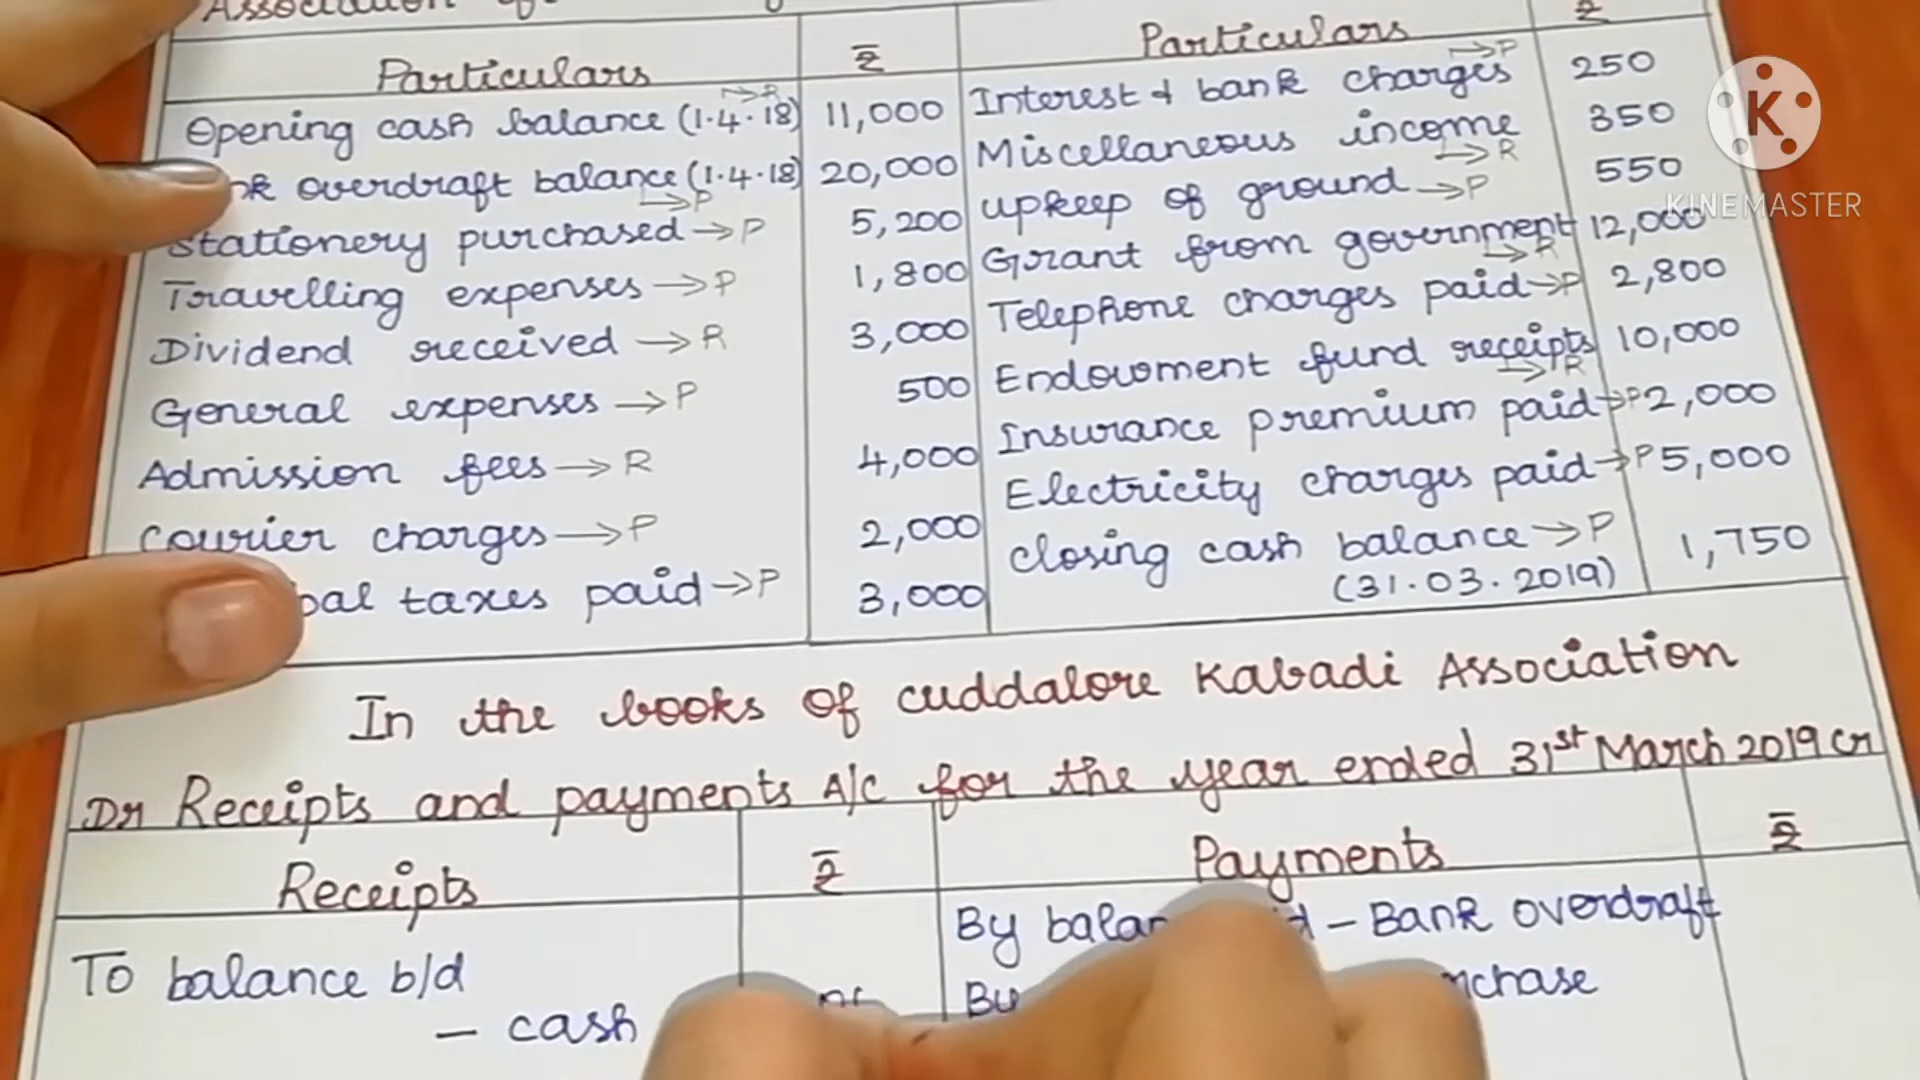 Association
Particulars ₹ Particulars ₹
Opening cash balance (1.4.18) → R 11,000 Interest & bank charges → P 250
overdraft balance (1.4.18) → P 20,000 Miscellaneous income → R 350
Stationery purchased → P 5,200 upkeep of ground → P 550
Travelling expenses → P 1,800 Grant from government → R 12,000
Dividend received → R 3,000 Telephone charges paid → P 2,800
General expenses → P 500 Endowment fund receipts → R 10,000
Admission fees → R 4,000 Insurance premium paid → P 2,000
Courier charges → P 2,000 Electricity charges paid → P 5,000
taxes paid → P 3,000 closing cash balance → P 1,750
(31.03.2019)
In the books of cuddalore Kabadi Association
Dr Receipts and payments A/C for the year ended 31st March 2019 Cr
Receipts ₹ Payments ₹
To balance b/d By – Bank overdraft
– cash By
K
KINEMASTER